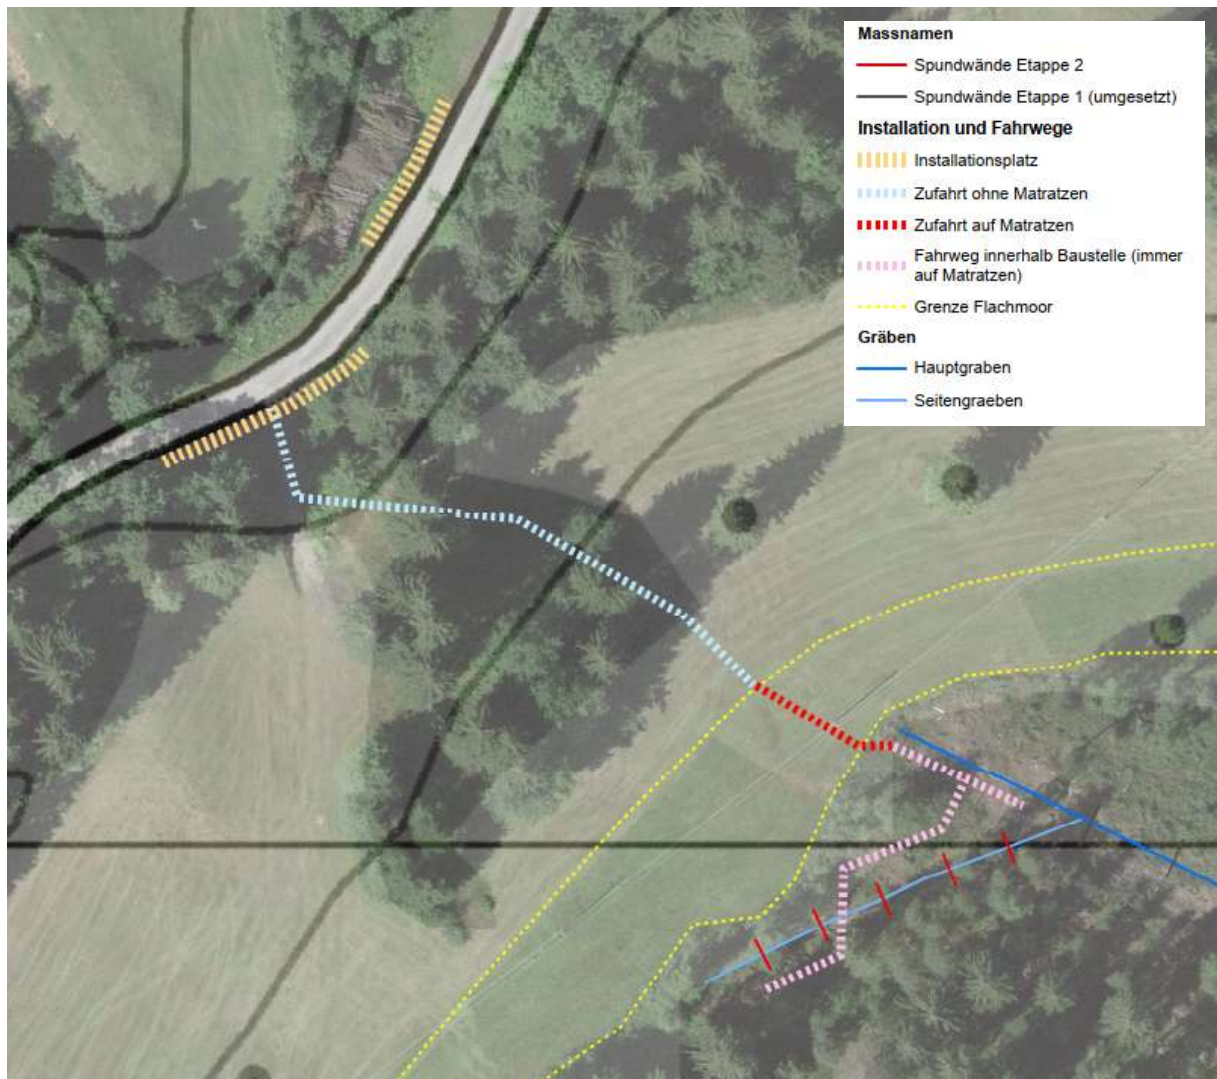 Massnamen
Spundwände Etappe 2
Spundwände Etappe 1 (umgesetzt)
Installation und Fahrwege
Installationsplatz
Zufahrt ohne Matratzen
Zufahrt auf Matratzen
Fahrweg innerhalb Baustelle (immer
auf Matratzen)
Grenze Flachmoor
Gräben
Hauptgraben
Seitengraeben